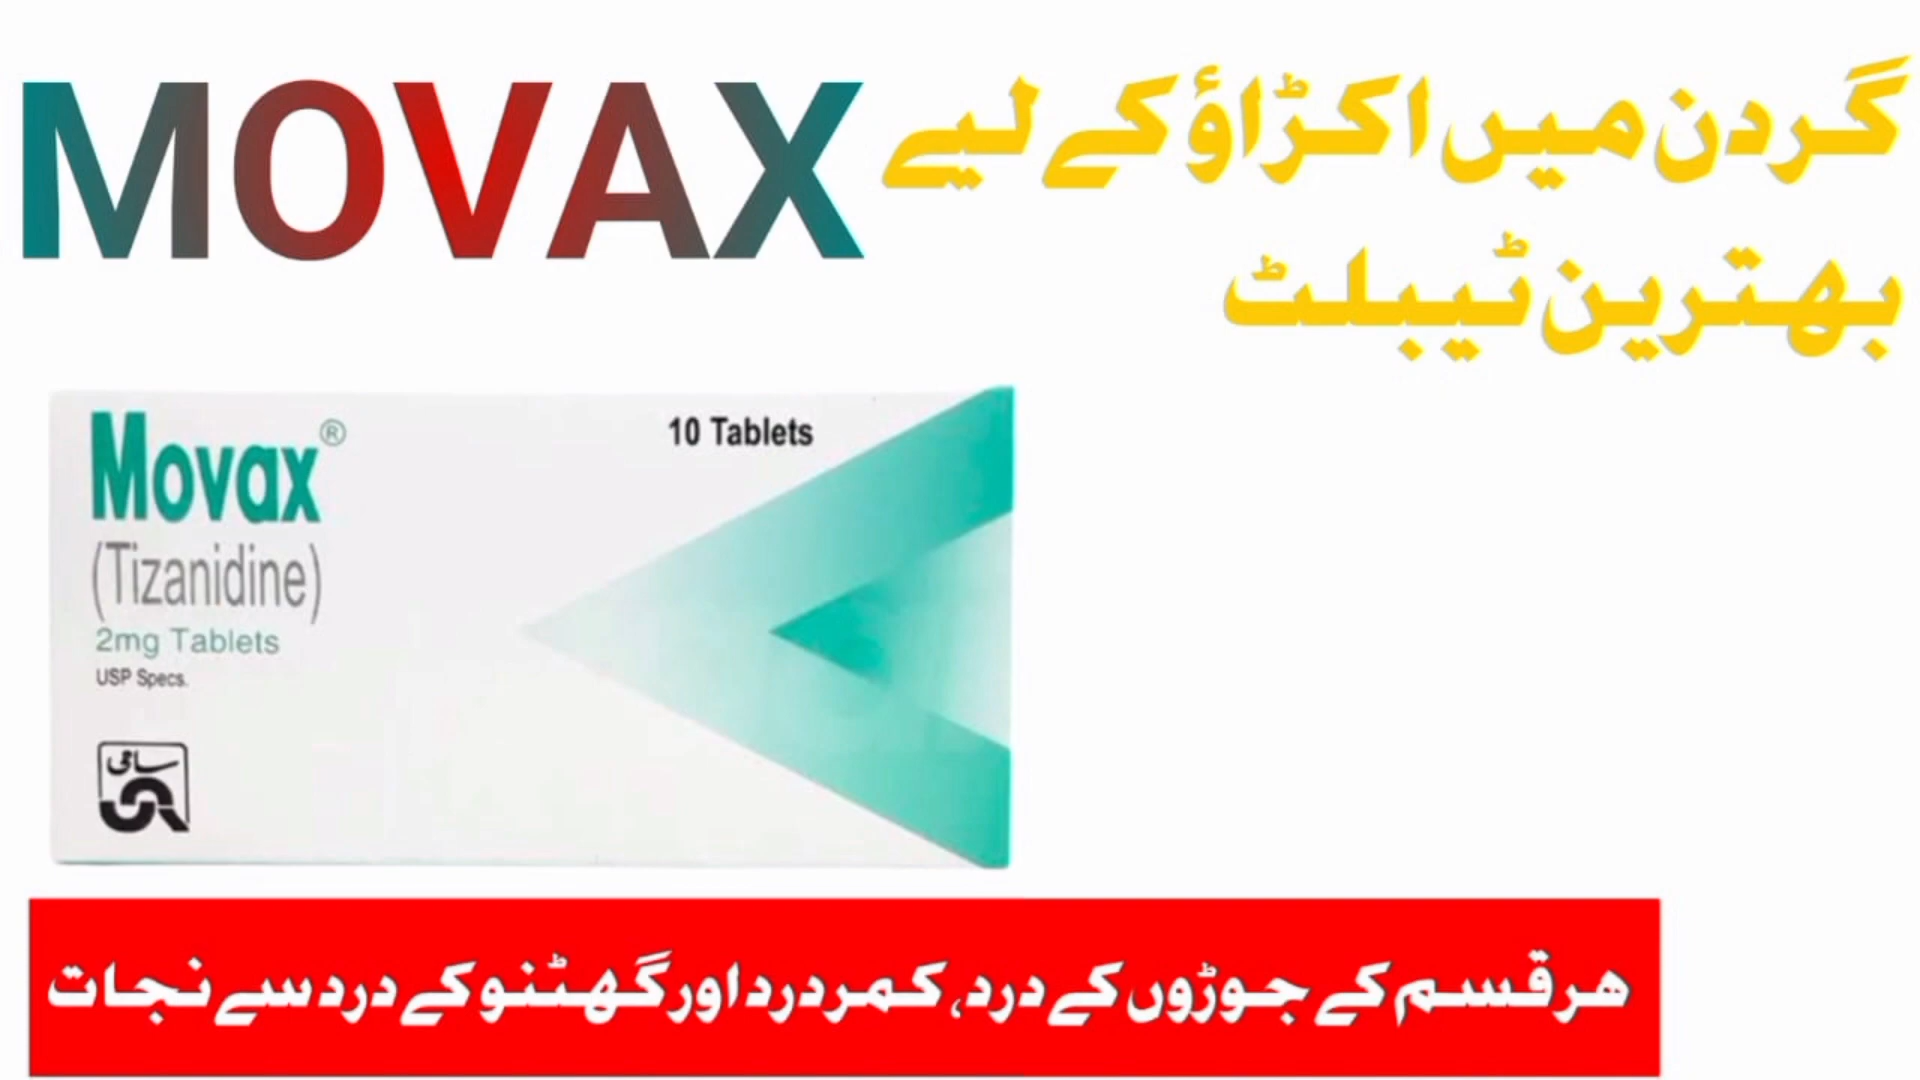 MOVAX
گردن میں اکڑاؤ کے لیے
بہترین ٹیبلٹ
Movax®
10 Tablets
(Tizanidine)
2mg Tablets
USP Specs.
ساقی
ہر قسم کے جوڑوں کے درد، کمر درد اور گھٹنو کے درد سے نجات